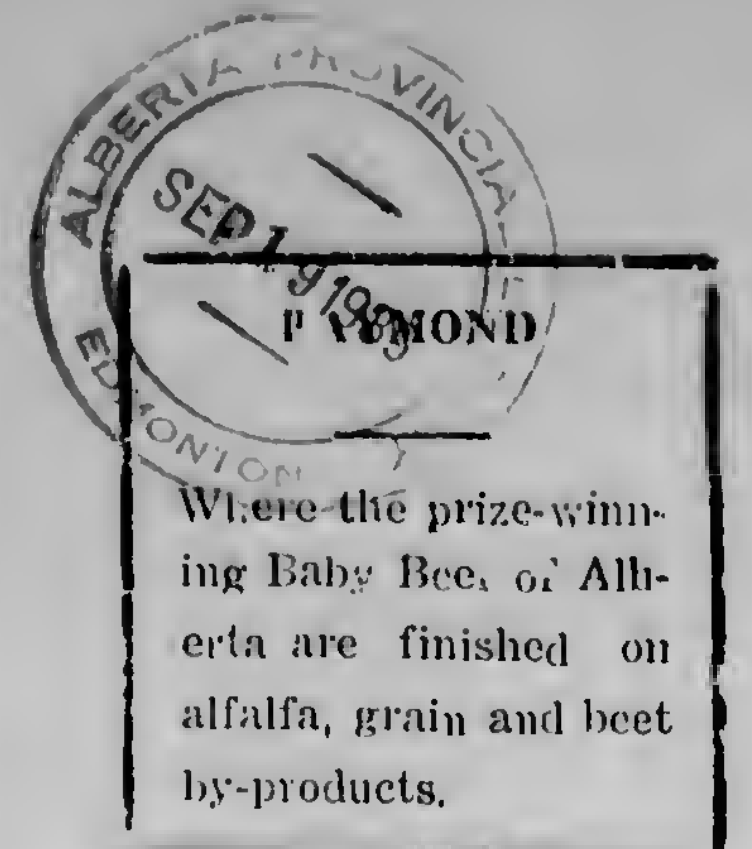 ALBERTA PROVINCIAL
EDMONTON
RAYMOND
Where the prize-winn-
ing Baby Beef of Alb-
erta are finished on
alfalfa, grain and beet
by-products.